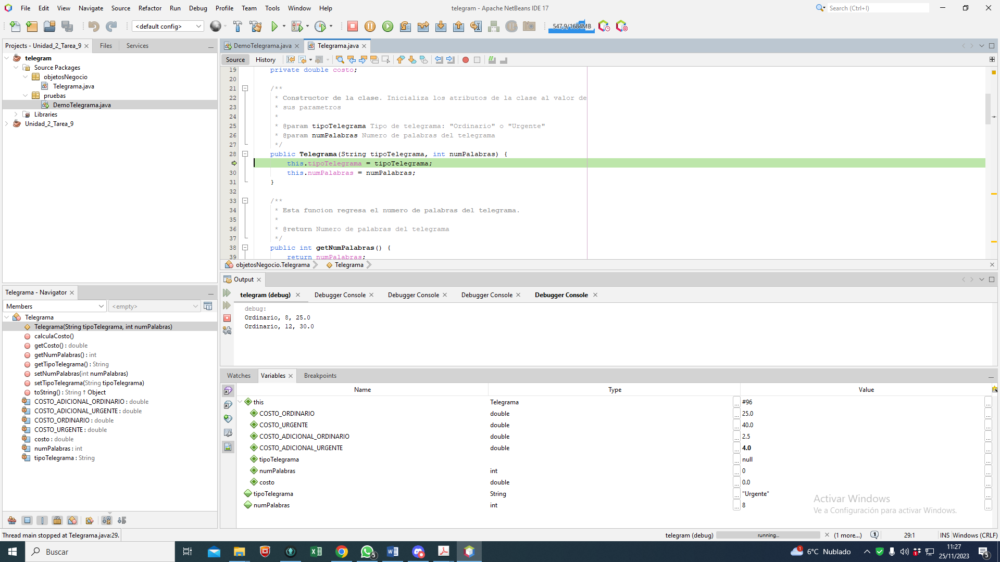 File Edit View Navigate Source Refactor Run Debug Profile Team Tools Window Help
telegram - Apache NetBeans IDE 17
Search (Ctrl+I)
<default config>
547,9/1684MB
Projects - Unidad_2_Tarea_9
Files
Services
telegram
Source Packages
objetosNegocio
Telegrama.java
pruebas
DemoTelegrama.java
Libraries
Unidad_2_Tarea_9
DemoTelegrama.java
Telegrama.java
Source
History
19 private double costo;
20
21 /**
22 * Constructor de la clase. Inicializa los atributos de la clase al valor de
23 * sus parametros
24 *
25 * @param tipoTelegrama Tipo de telegrama: "Ordinario" o "Urgente"
26 * @param numPalabras Numero de palabras del telegrama
27 */
28 public Telegrama(String tipoTelegrama, int numPalabras) {
this.tipoTelegrama = tipoTelegrama;
30 this.numPalabras = numPalabras;
31 }
32
33 /**
34 * Esta funcion regresa el numero de palabras del telegrama.
35 *
36 * @return Numero de palabras del telegrama
37 */
38 public int getNumPalabras() {
39 return numPalabras;
objetosNegocio.Telegrama
Telegrama
Telegrama - Navigator
Members
<empty>
Telegrama
Telegrama(String tipoTelegrama, int numPalabras)
calculaCosto()
getCosto() : double
getNumPalabras() : int
getTipoTelegrama() : String
setNumPalabras(int numPalabras)
setTipoTelegrama(String tipoTelegrama)
toString() : String ↑ Object
COSTO_ADICIONAL_ORDINARIO : double
COSTO_ADICIONAL_URGENTE : double
COSTO_ORDINARIO : double
COSTO_URGENTE : double
costo : double
numPalabras : int
tipoTelegrama : String
Output
telegram (debug)
Debugger Console
Debugger Console
Debugger Console
Debugger Console
debug:
Ordinario, 8, 25.0
Ordinario, 12, 30.0
Watches
Variables
Breakpoints
Name Type Value
this Telegrama ... #96 ...
COSTO_ORDINARIO double ... 25.0 ...
COSTO_URGENTE double ... 40.0 ...
COSTO_ADICIONAL_ORDINARIO double ... 2.5 ...
COSTO_ADICIONAL_URGENTE double ... 4.0 ...
tipoTelegrama ... null ...
numPalabras int ... 0 ...
costo double ... 0.0 ...
tipoTelegrama String ... "Urgente" ...
numPalabras int ... 8 ...
Activar Windows
Ve a Configuración para activar Windows.
Thread main stopped at Telegrama.java:29.
telegram (debug)
running...
(1 more...)
1
29:1
INS
Windows (CRLF)
Buscar
5
1
6°C Nublado
11:27
25/11/2023
5